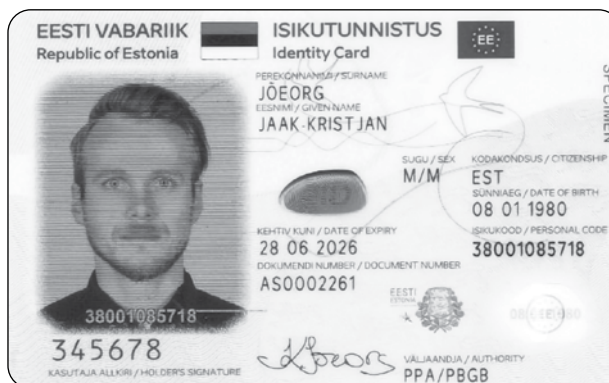 EESTI VABARIIK
Republic of Estonia
ISIKUTUNNISTUS
Identity Card
EE
SPECIMEN
PEREKONNANIMI / SURNAME
JÕEORG
EESNIMI / GIVEN NAME
JAAK-KRISTJAN
SUGU / SEX
M/M
KODAKONDSUS / CITIZENSHIP
EST
SÜNNIAEG / DATE OF BIRTH
08 01 1980
KEHTIV KUNI / DATE OF EXPIRY
28 06 2026
ISIKUKOOD / PERSONAL CODE
38001085718
DOKUMENDI NUMBER / DOCUMENT NUMBER
AS0002261
EESTI
ESTONIA
38001085718
345678
KASUTAJA ALLKIRI / HOLDER'S SIGNATURE
VÄLJAANDJA / AUTHORITY
PPA/PBGB